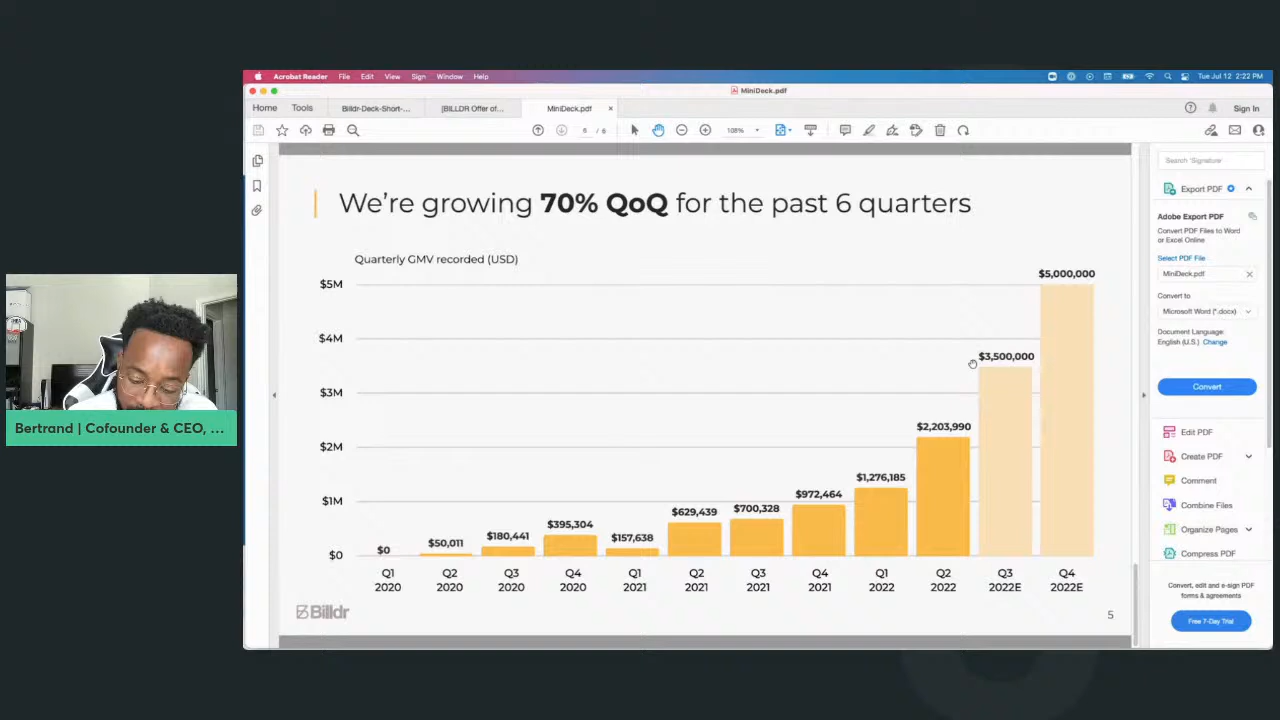 Acrobat Reader File Edit View Sign Window Help
Tue Jul 12 2:22 PM
MiniDeck.pdf
Home Tools Billdr-Deck-Short-... [BILLDR Offer of... MiniDeck.pdf × Sign In
6 / 6 108%
Search 'Signature'
Export PDF
Adobe Export PDF
Convert PDF Files to Word
or Excel Online
Select PDF File
MiniDeck.pdf
Convert to
Microsoft Word (*.docx)
Document Language:
English (U.S.) Change
Convert
Edit PDF
Create PDF
Comment
Combine Files
Organize Pages
Compress PDF
Convert, edit and e-sign PDF
forms & agreements
Free 7-Day Trial
We're growing 70% QoQ for the past 6 quarters
Quarterly GMV recorded (USD)
$5M
$4M
$3M
$2M
$1M
$0
$0
$50,011
$180,441
$395,304
$157,638
$629,439
$700,328
$972,464
$1,276,185
$2,203,990
$3,500,000
$5,000,000
Q1 Q2 Q3 Q4 Q1 Q2 Q3 Q4 Q1 Q2 Q3 Q4
2020 2020 2020 2020 2021 2021 2021 2021 2022 2022 2022E 2022E
Billdr
5
Bertrand | Cofounder & CEO, ...